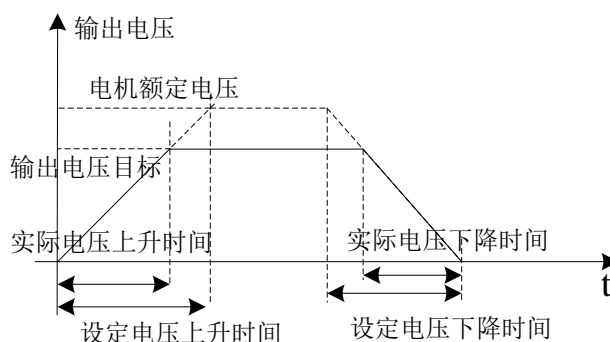 输出电压
电机额定电压
输出电压目标
实际电压上升时间
实际电压下降时间
t
设定电压上升时间
设定电压下降时间